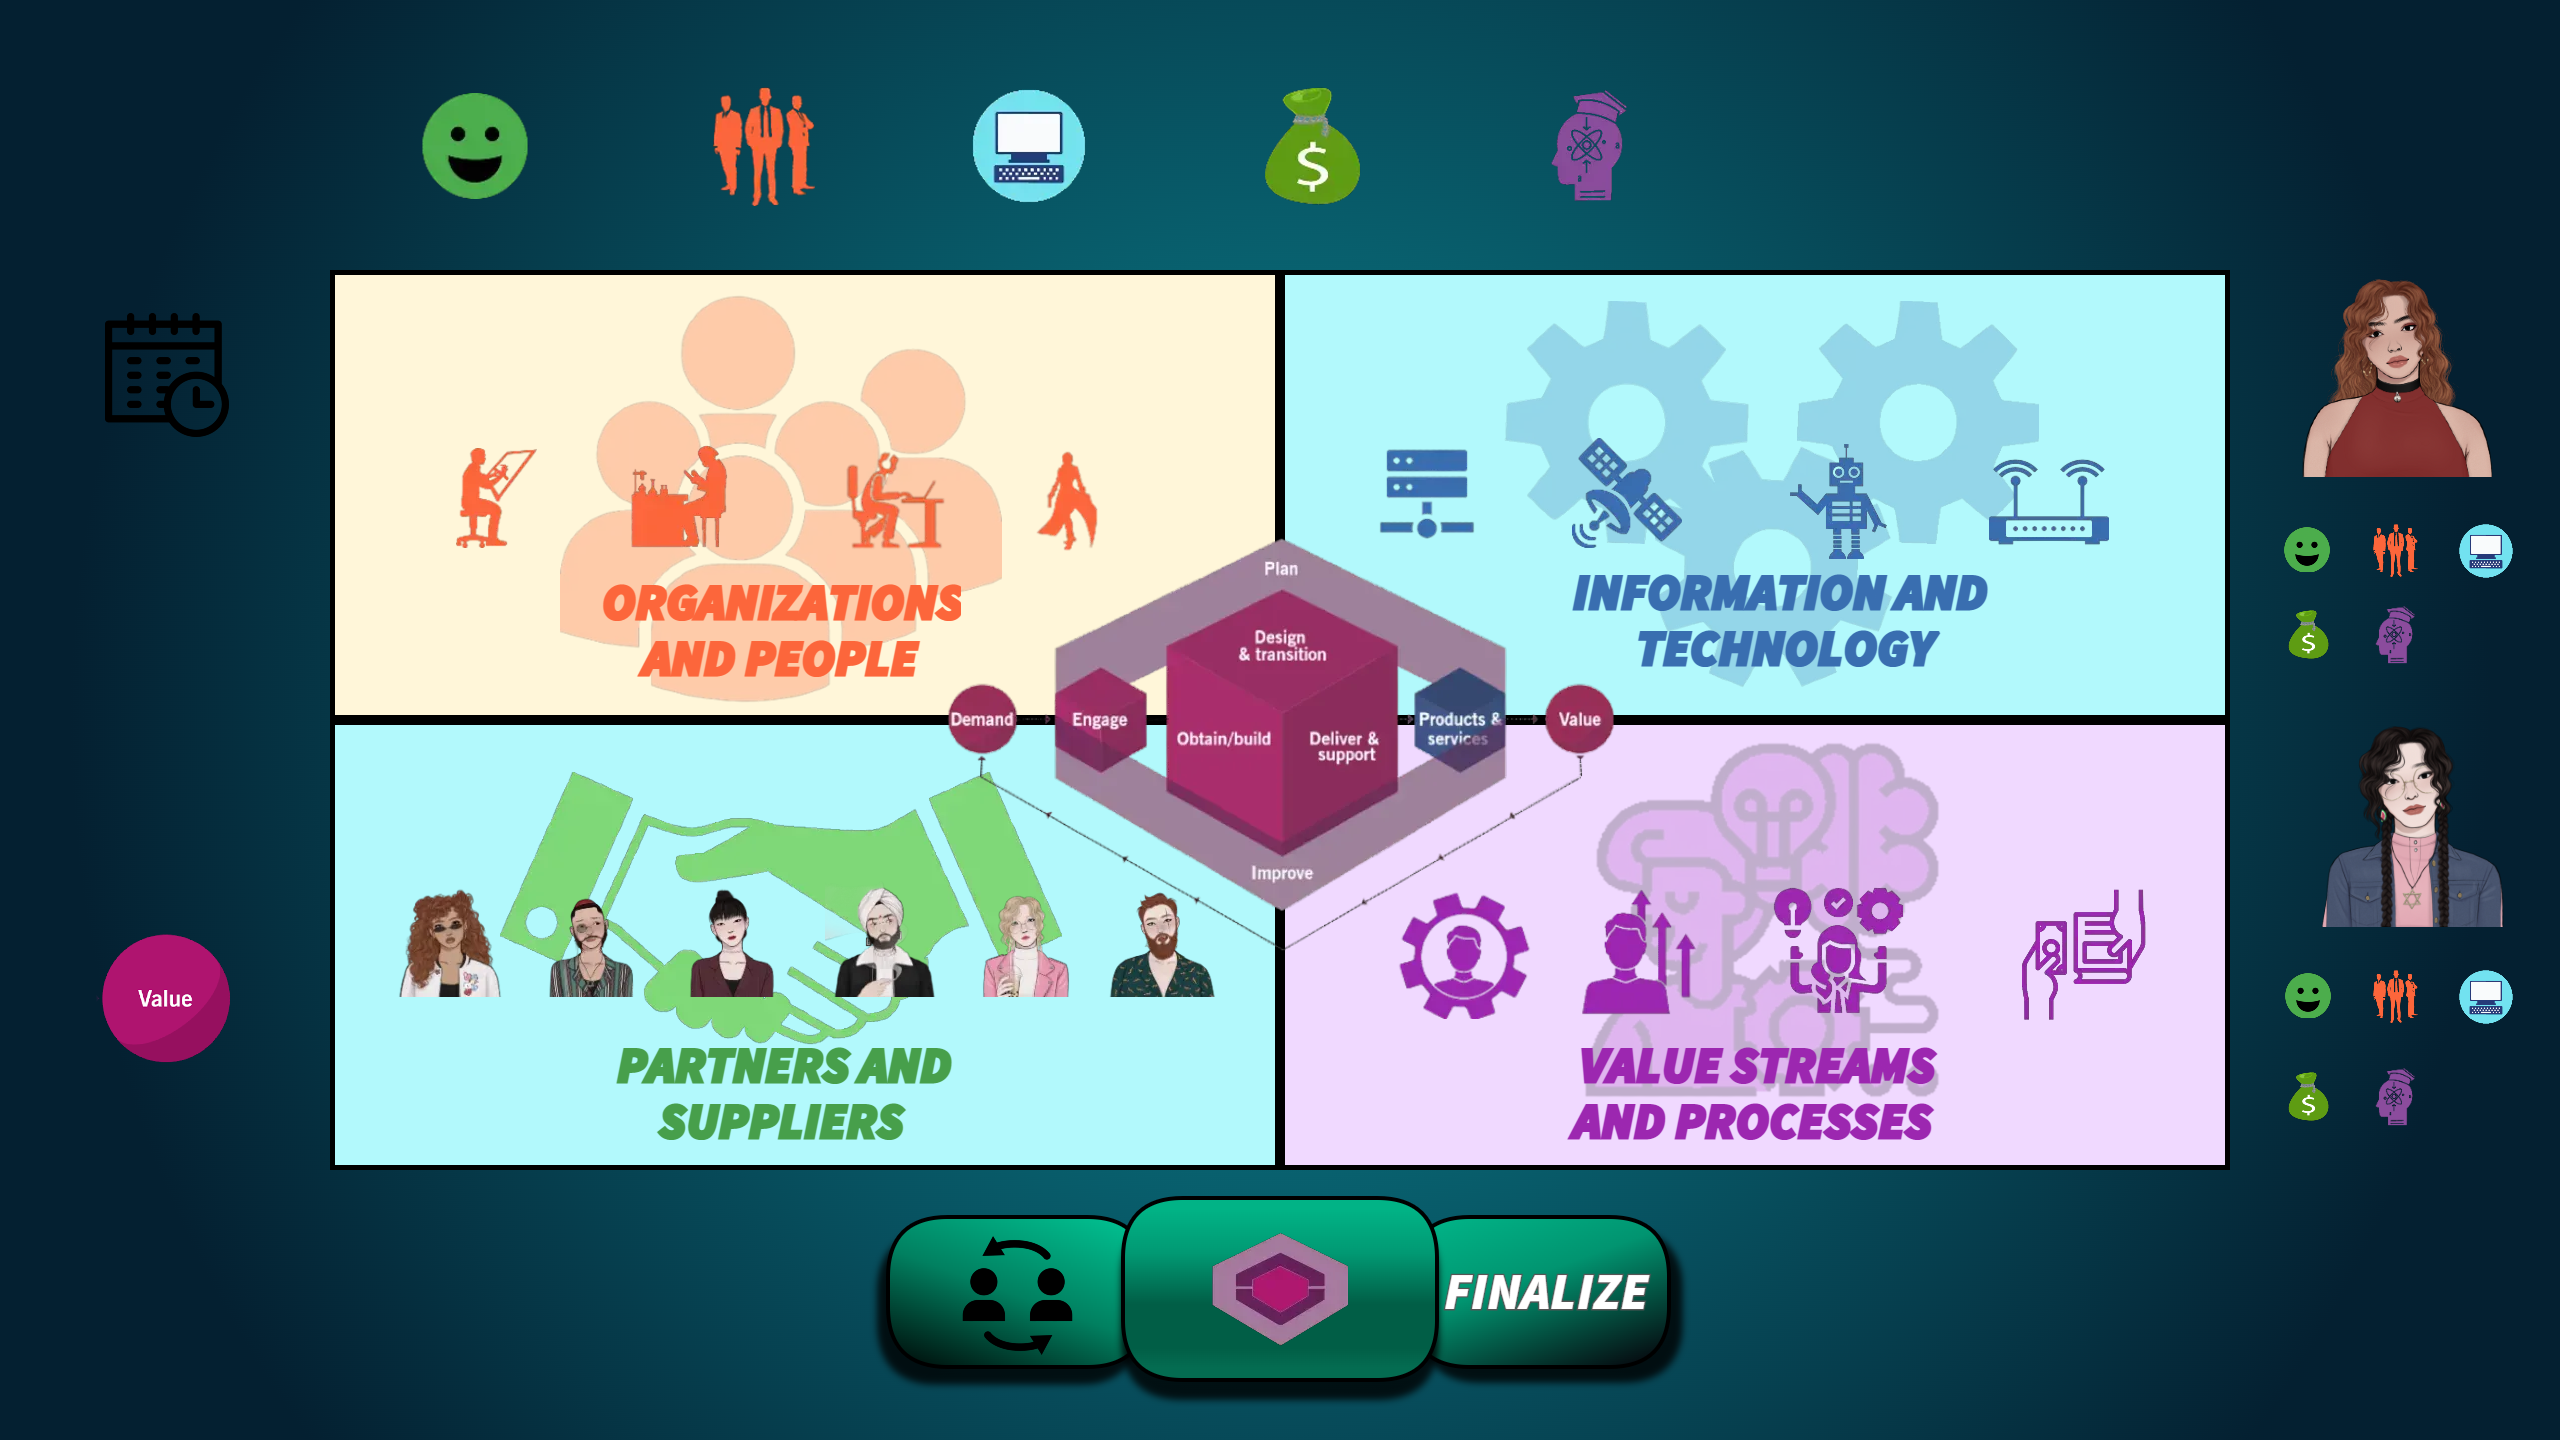 ORGANIZATIONS
AND PEOPLE
INFORMATION AND
TECHNOLOGY
Plan
Design
& transition
Demand
Engage
Obtain/build
Deliver &
support
Products &
services
Value
Improve
Value
PARTNERS AND
SUPPLIERS
VALUE STREAMS
AND PROCESSES
FINALIZE